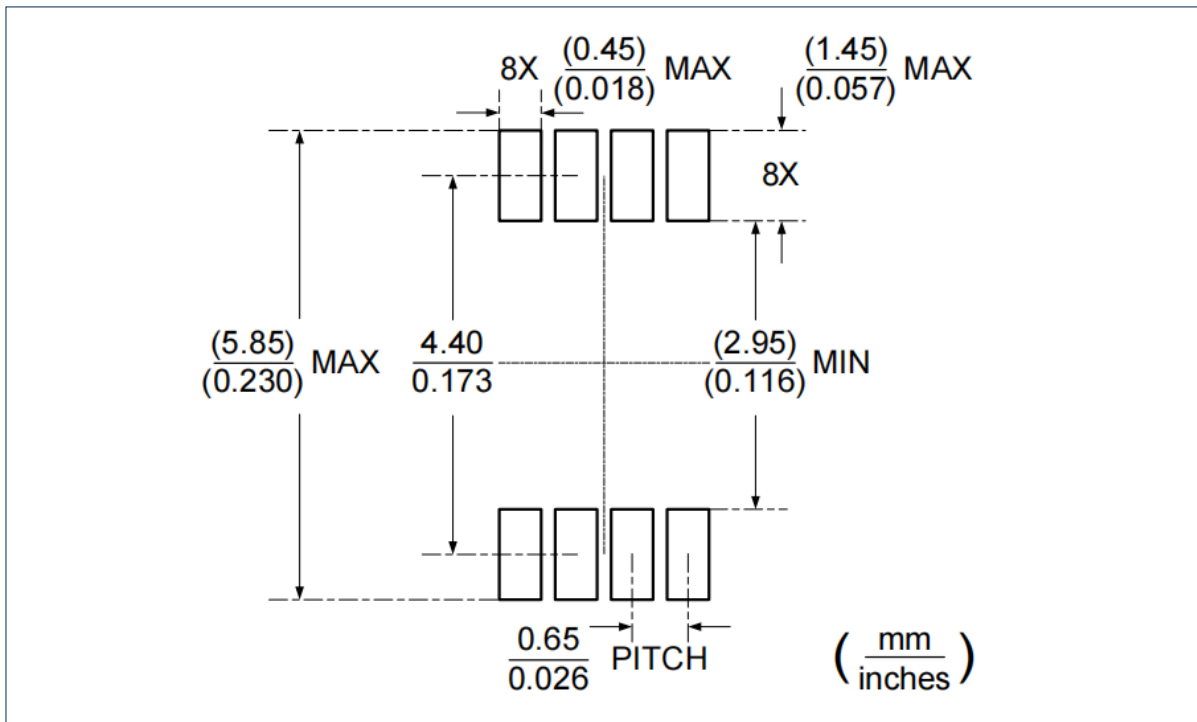 8X (0.45) MAX
(0.018)
(1.45) MAX
(0.057)
8X
(5.85) MAX
(0.230)
4.40
0.173
(2.95) MIN
(0.116)
0.65 PITCH
0.026
(mm)
inches